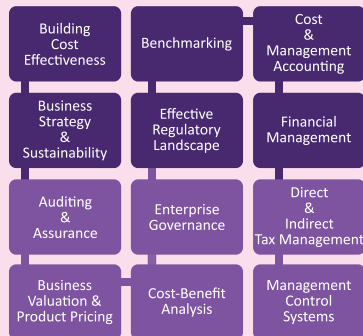 Building
Cost
Effectiveness
Benchmarking
Cost
&
Management
Accounting
Business
Strategy
&
Sustainability
Effective
Regulatory
Landscape
Financial
Management
Auditing
&
Assurance
Enterprise
Governance
Direct
&
Indirect
Tax Management
Business
Valuation &
Product Pricing
Cost-Benefit
Analysis
Management
Control
Systems